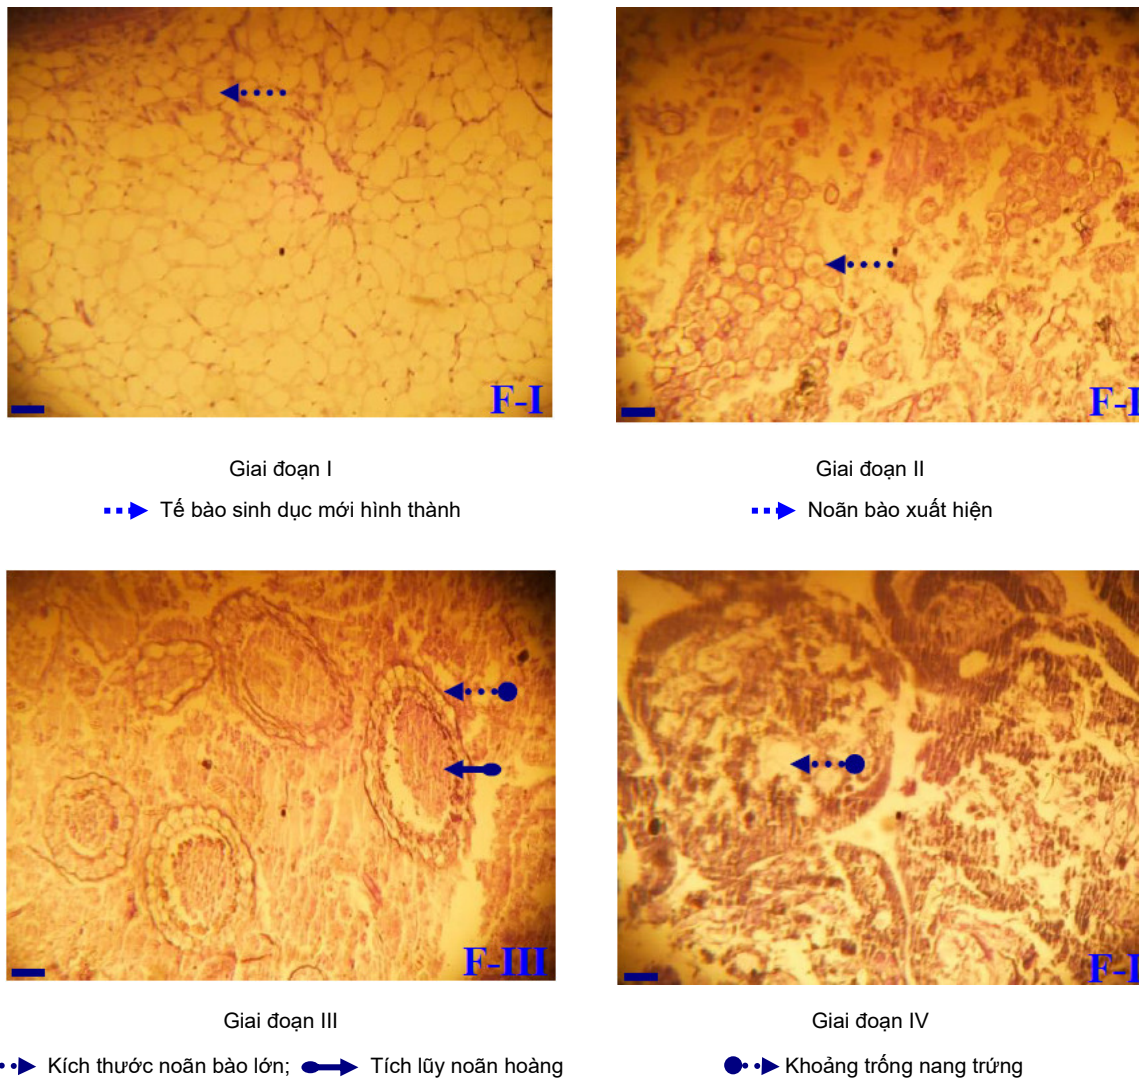 F-I
F-I
Giai đoạn I
Giai đoạn II
Tế bào sinh dục mới hình thành
Noãn bào xuất hiện
F-III
F-I
Giai đoạn III
Giai đoạn IV
Kích thước noãn bào lớn; Tích lũy noãn hoàng
Khoảng trống nang trứng